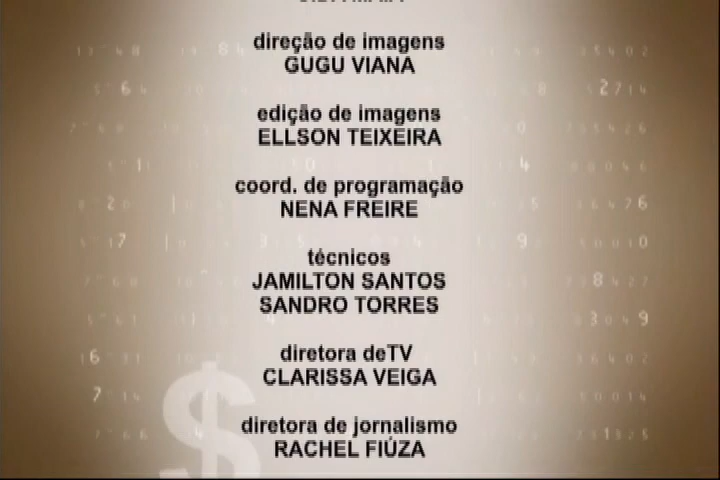 direção de imagens
GUGU VIANA
edição de imagens
ELLSON TEIXEIRA
coord. de programação
NENA FREIRE
técnicos
JAMILTON SANTOS
SANDRO TORRES
diretora deTV
CLARISSA VEIGA
diretora de jornalismo
RACHEL FIÚZA
$